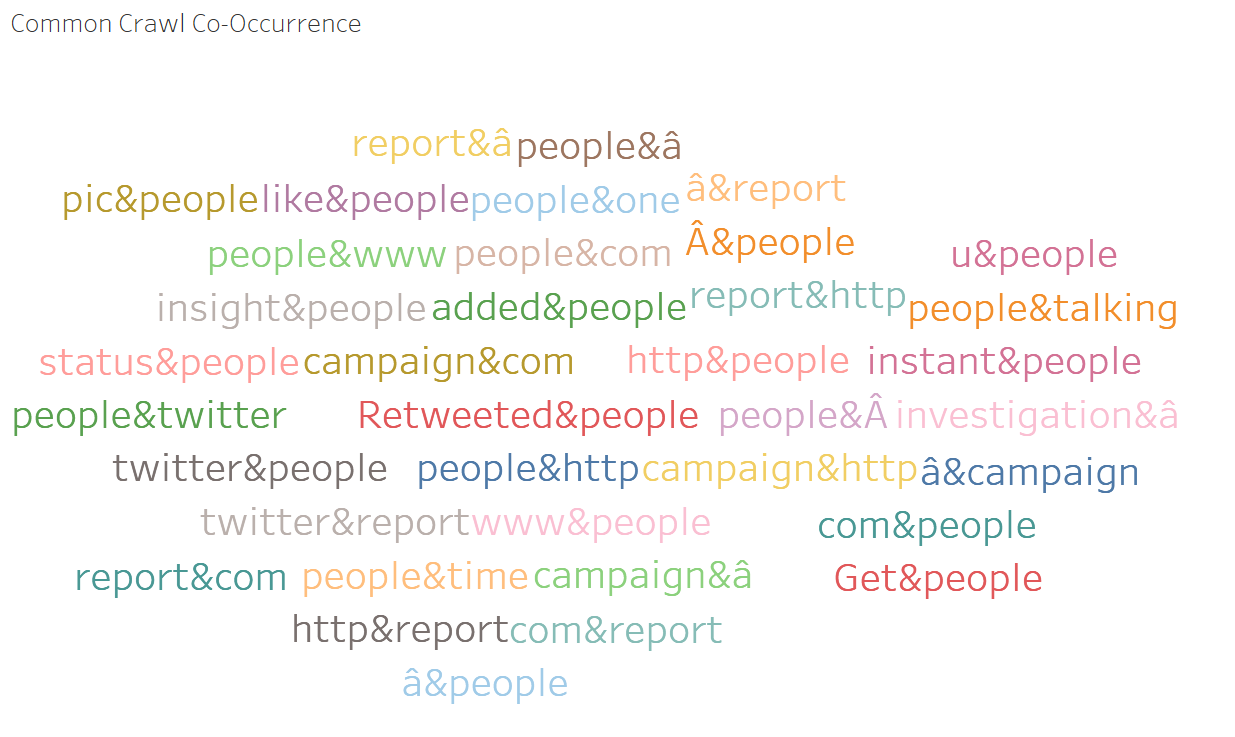 Common Crawl Co-Occurrence
report&â people&â
pic&people like&people people&one â&report
people&www people&com Â&people u&people
insight&people added&people report&http people&talking
status&people campaign&com http&people instant&people
people&twitter Retweeted&people people&Â investigation&â
twitter&people people&http campaign&http â&campaign
twitter&report www&people com&people
report&com people&time campaign&â Get&people
http&report com&report
â&people